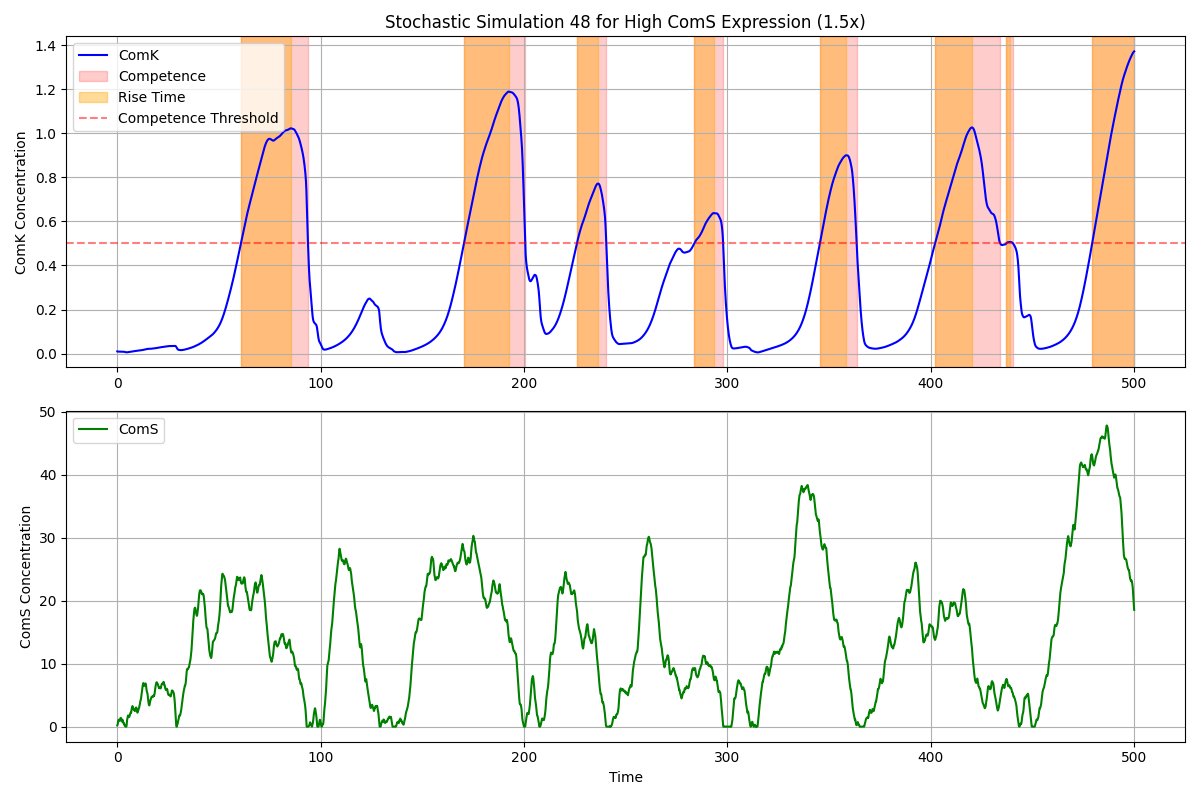 Stochastic Simulation 48 for High ComS Expression (1.5x)
ComK Concentration
1.4
1.2
1.0
0.8
0.6
0.4
0.2
0.0
ComK
Competence
Rise Time
Competence Threshold
0 100 200 300 400 500
ComS Concentration
50
40
30
20
10
0
ComS
0 100 200 300 400 500
Time